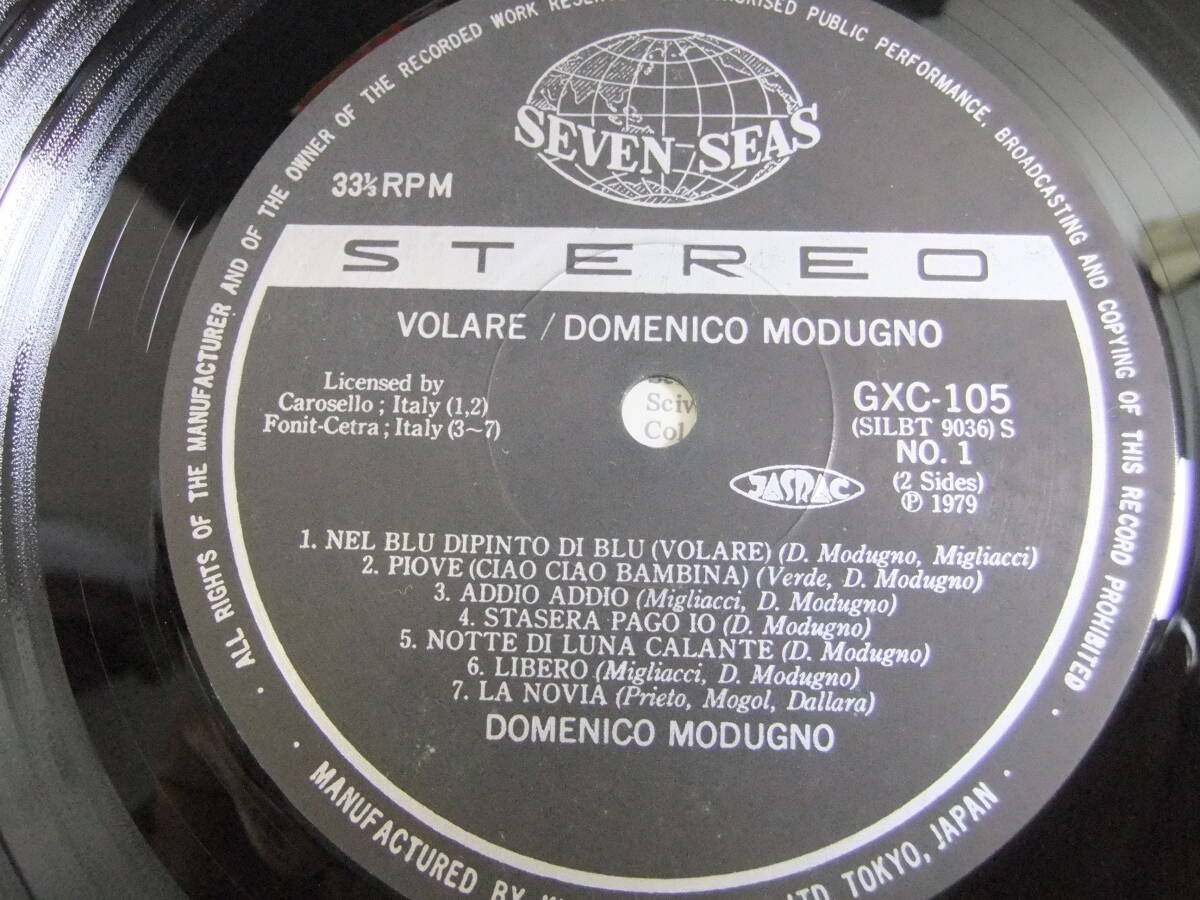 ALL RIGHTS OF THE MANUFACTURER AND OF THE OWNER OF THE RECORDED WORK PUBLIC PERFORMANCE, BROADCASTING AND COPYING OF THIS RECORD PROHIBITED
SEVEN SEAS
33⅓RPM
STEREO
VOLARE / DOMENICO MODUGNO
Licensed by
Carosello ; Italy (1,2)
Fonit-Cetra ; Italy (3~7)
GXC-105
(SILBT 9036) S
NO. 1
(2 Sides)
℗ 1979
JASRAC
1. NEL BLU DIPINTO DI BLU (VOLARE) (D. Modugno, Migliacci)
2. PIOVE (CIAO CIAO BAMBINA) (Verde, D. Modugno)
3. ADDIO ADDIO (Migliacci, D. Modugno)
4. STASERA PAGO IO (D. Modugno)
5. NOTTE DI LUNA CALANTE (D. Modugno)
6. LIBERO (Migliacci, D. Modugno)
7. LA NOVIA (Prieto, Mogol, Dallara)
DOMENICO MODUGNO
MANUFACTURED BY LTD TOKYO, JAPAN